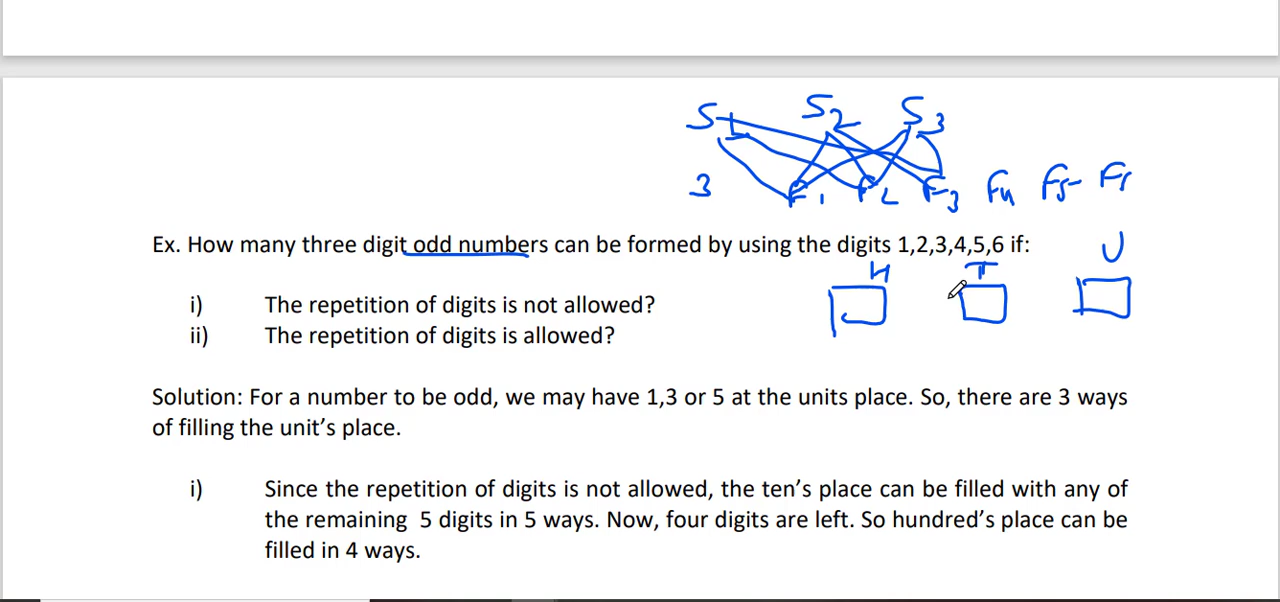 S1 S2 S3
3 F1 F2 F3 F4 F5 F
Ex. How many three digit odd numbers can be formed by using the digits 1,2,3,4,5,6 if:
U
H T
i) The repetition of digits is not allowed?
ii) The repetition of digits is allowed?
Solution: For a number to be odd, we may have 1,3 or 5 at the units place. So, there are 3 ways
of filling the unit's place.
i) Since the repetition of digits is not allowed, the ten's place can be filled with any of
the remaining 5 digits in 5 ways. Now, four digits are left. So hundred's place can be
filled in 4 ways.